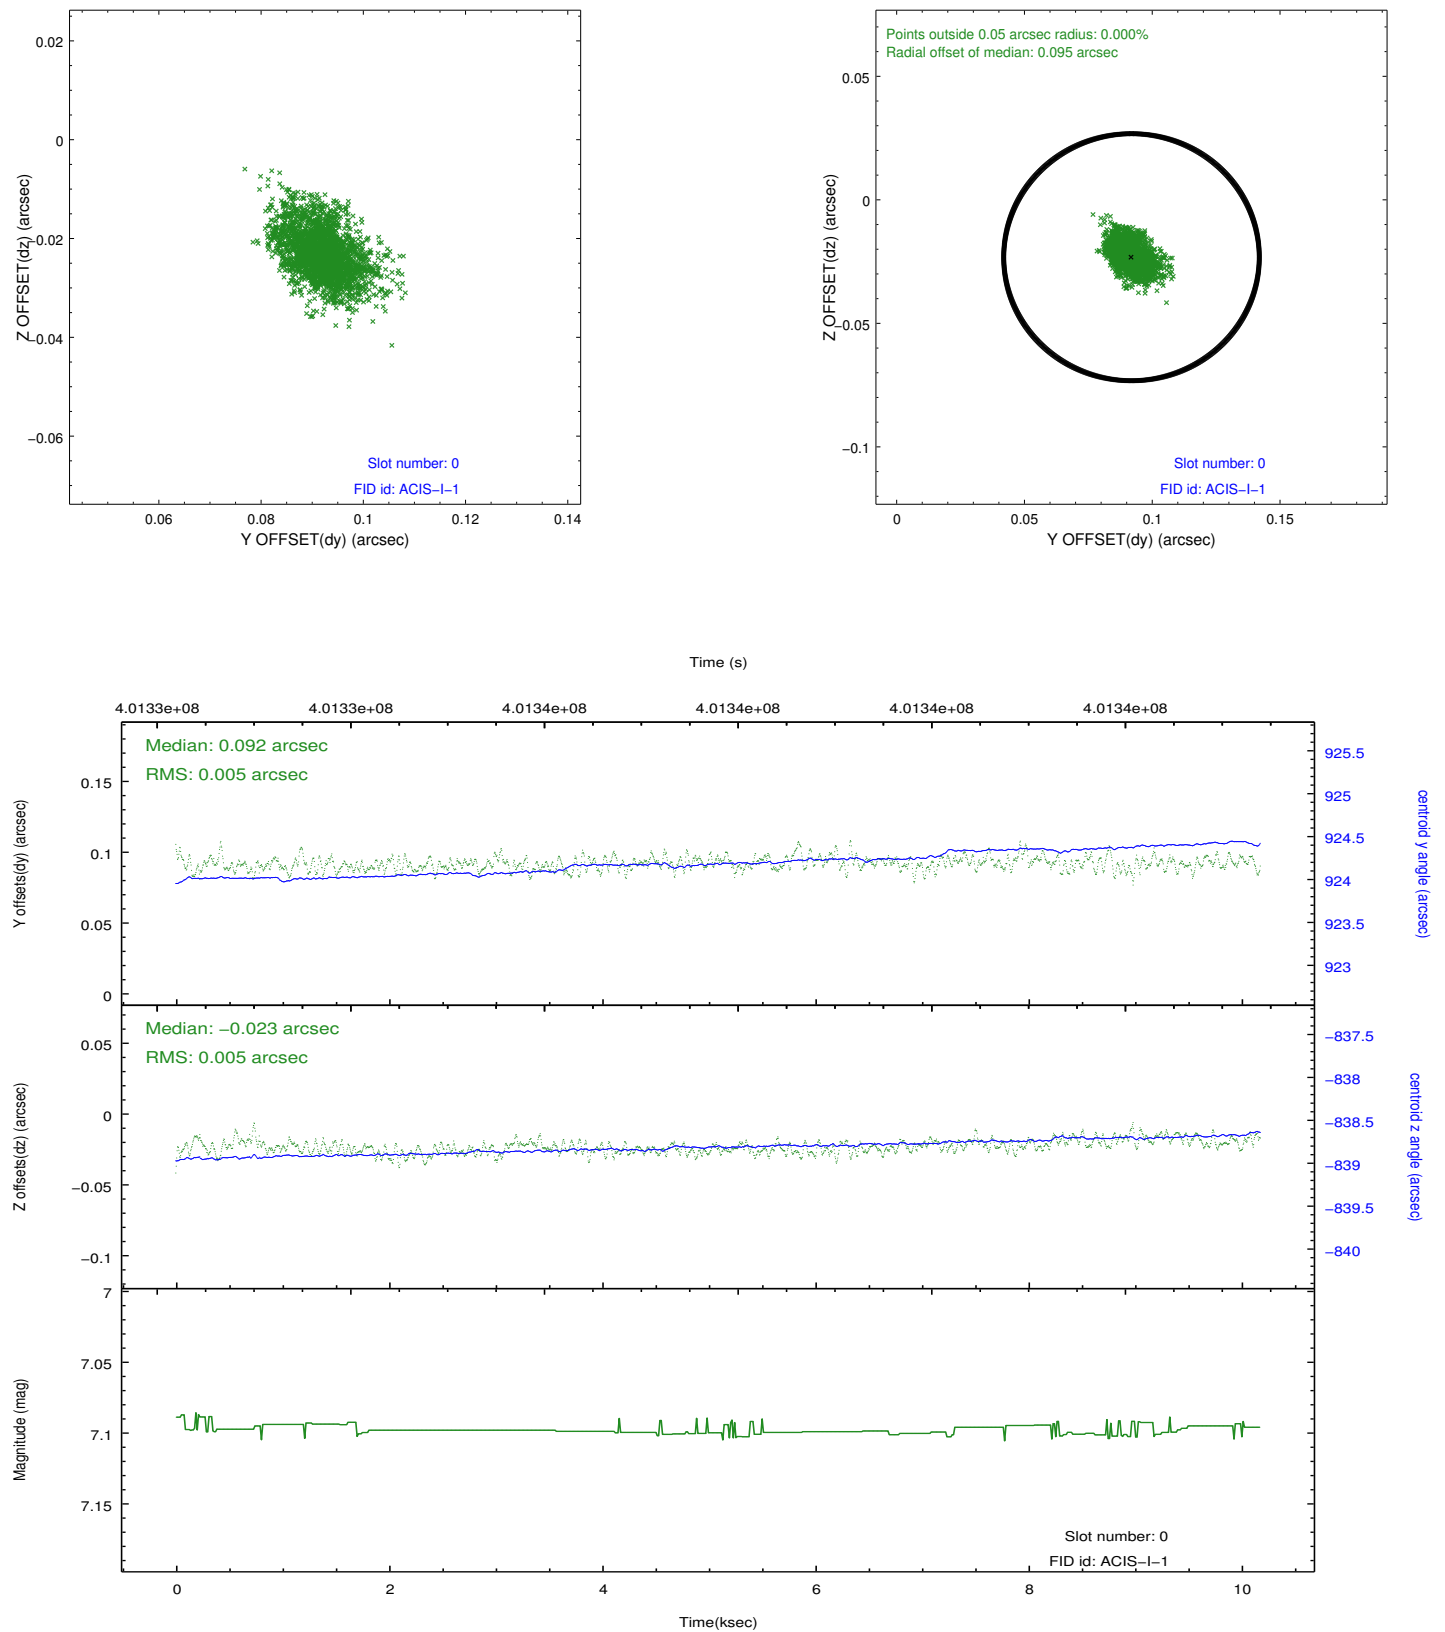 0.02
0
−0.02
−0.04
−0.06
Z OFFSET(dz) (arcsec)
Slot number: 0
FID id: ACIS−I−1
0.06
0.08
0.1
0.12
0.14
Y OFFSET(dy) (arcsec)
Points outside 0.05 arcsec radius: 0.000%
Radial offset of median: 0.095 arcsec
0.05
0
−0.05
−0.1
Z OFFSET(dz) (arcsec)
Slot number: 0
FID id: ACIS−I−1
0
0.05
0.1
0.15
Y OFFSET(dy) (arcsec)
Time (s)
4.0133e+08
4.0133e+08
4.0134e+08
4.0134e+08
4.0134e+08
4.0134e+08
Median: 0.092 arcsec
RMS: 0.005 arcsec
Y offsets(dy) (arcsec)
0.15
0.1
0.05
0
925.5
925
924.5
924
923.5
923
centroid y angle (arcsec)
Median: −0.023 arcsec
RMS: 0.005 arcsec
Z offsets(dz) (arcsec)
0.05
0
−0.05
−0.1
−837.5
−838
−838.5
−839
−839.5
−840
centroid z angle (arcsec)
Magnitude (mag)
7
7.05
7.1
7.15
Slot number: 0
FID id: ACIS−I−1
0
2
4
6
8
10
Time(ksec)